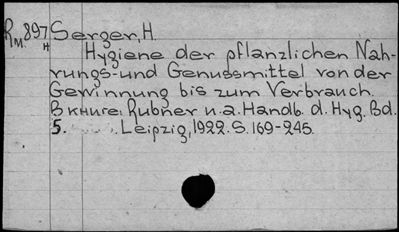 RM 897 Serger, H.
H
Hygiene der pflanzlichen Nah-
rungs- und Genussmittel von der
Gewinnung bis zum Verbrauch.
В книге: Rubner u.a. Handb. d. Hyg. Bd.
5. Leipzig, 1922. S. 169-245.